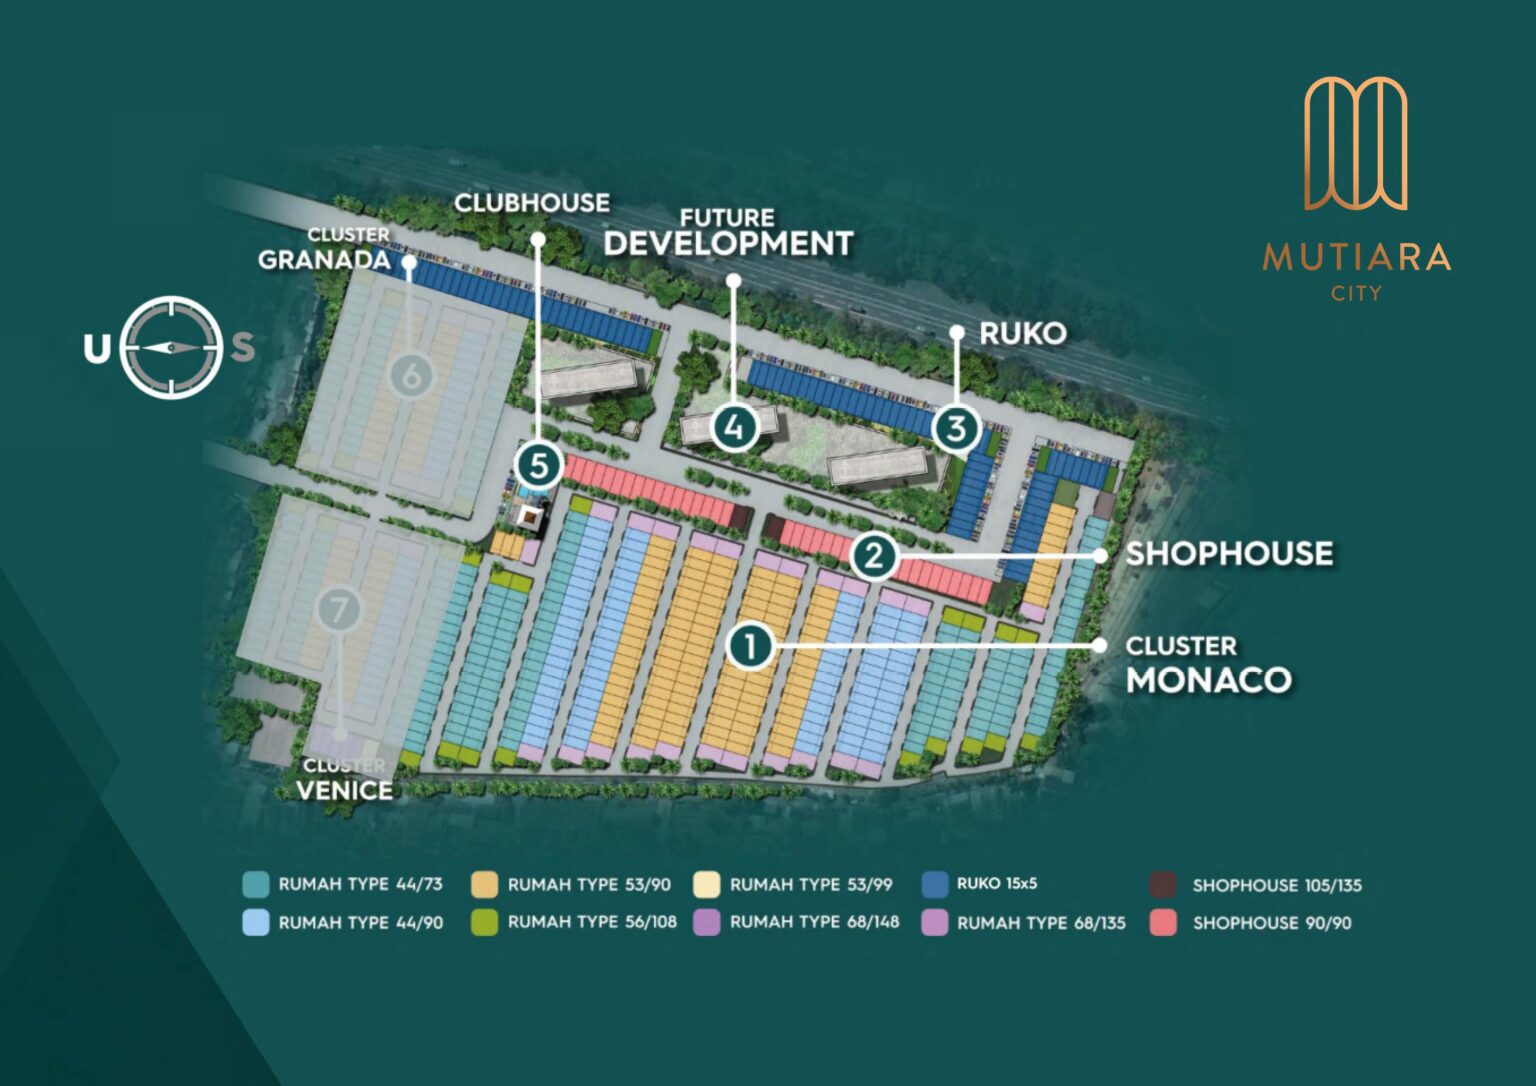 MUTIARA
CITY
CLUBHOUSE
FUTURE
DEVELOPMENT
CLUSTER
GRANADA
RUKO
U
S
6
4
3
5
2
SHOPHOUSE
7
1
CLUSTER
MONACO
CLUSTER
VENICE
RUMAH TYPE 44/73
RUMAH TYPE 53/90
RUMAH TYPE 53/99
RUKO 15x5
SHOPHOUSE 105/135
RUMAH TYPE 44/90
RUMAH TYPE 56/108
RUMAH TYPE 68/148
RUMAH TYPE 68/135
SHOPHOUSE 90/90